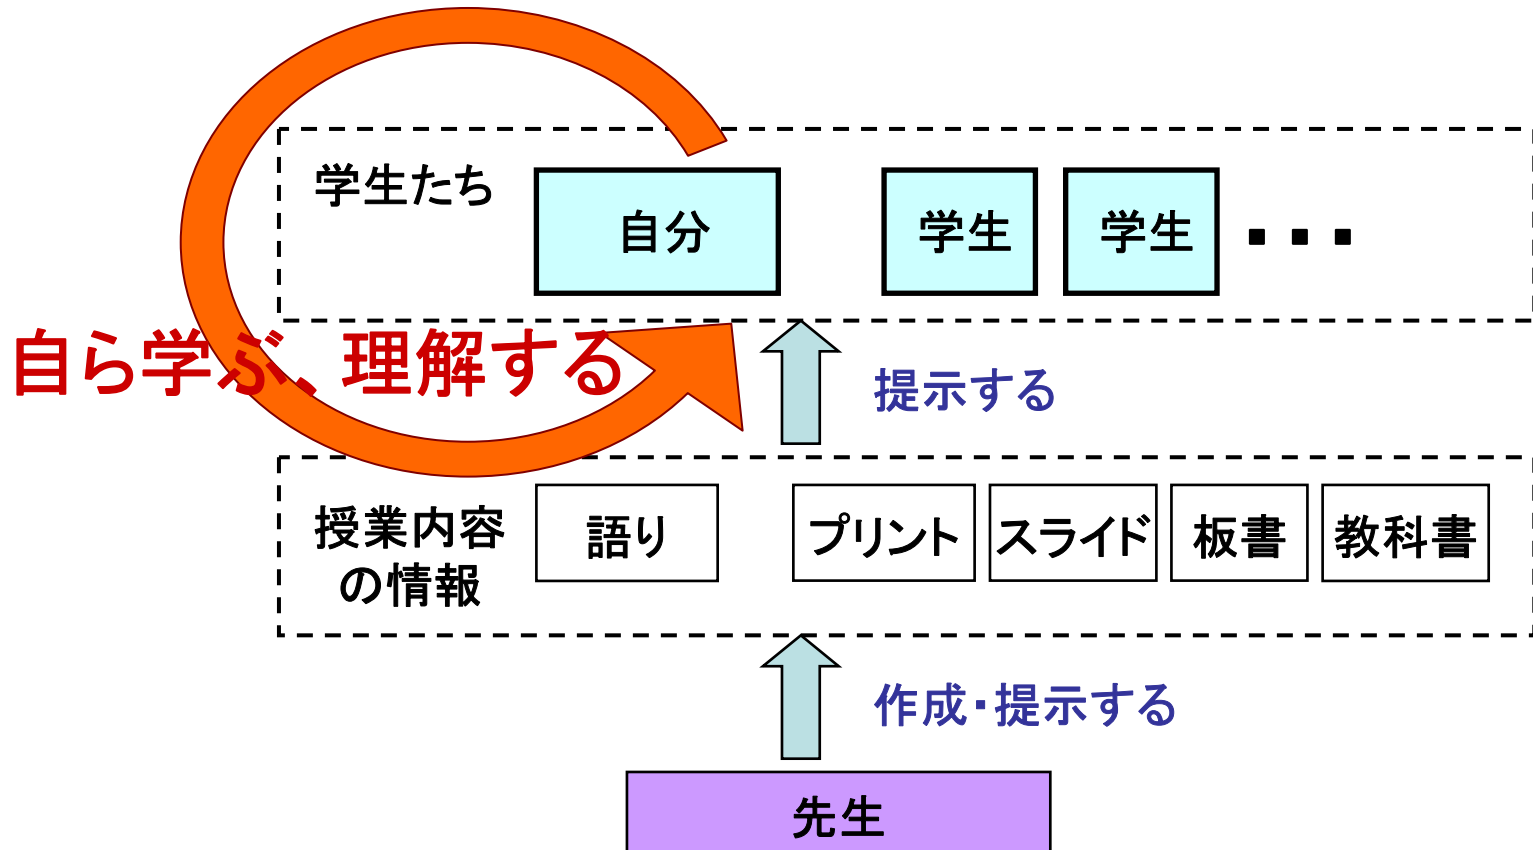 学生たち
自分
学生
学生
・・・
自ら学ぶ、理解する
提示する
授業内容
の情報
語り
プリント
スライド
板書
教科書
作成・提示する
先生